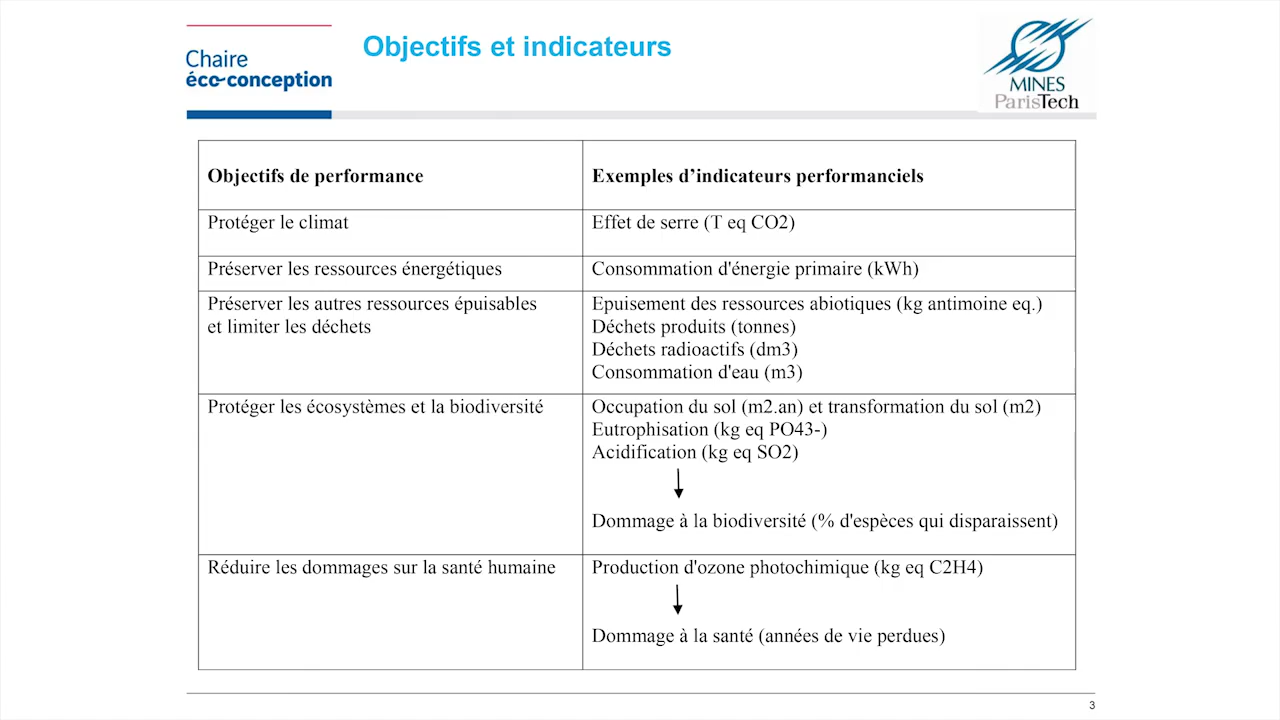 Chaire
éco-conception
Objectifs et indicateurs
MINES
ParisTech
Objectifs de performance
Exemples d’indicateurs performanciels
Protéger le climat
Effet de serre (T eq CO2)
Préserver les ressources énergétiques
Consommation d'énergie primaire (kWh)
Préserver les autres ressources épuisables
et limiter les déchets
Epuisement des ressources abiotiques (kg antimoine eq.)
Déchets produits (tonnes)
Déchets radioactifs (dm3)
Consommation d'eau (m3)
Protéger les écosystèmes et la biodiversité
Occupation du sol (m2.an) et transformation du sol (m2)
Eutrophisation (kg eq PO43-)
Acidification (kg eq SO2)
Dommage à la biodiversité (% d'espèces qui disparaissent)
Réduire les dommages sur la santé humaine
Production d'ozone photochimique (kg eq C2H4)
Dommage à la santé (années de vie perdues)
3